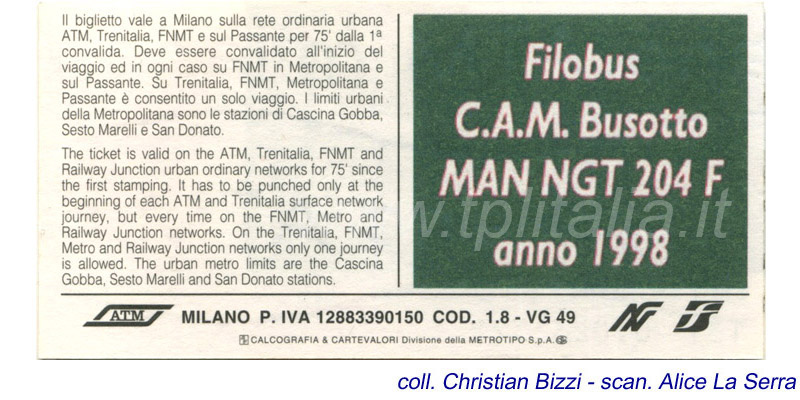 Il biglietto vale a Milano sulla rete ordinaria urbana
ATM, Trenitalia, FNMT e sul Passante per 75' dalla 1ª
convalida. Deve essere convalidato all'inizio del
viaggio ed in ogni caso su FNMT in Metropolitana e
sul Passante. Su Trenitalia, FNMT, Metropolitana e
Passante è consentito un solo viaggio. I limiti urbani
della Metropolitana sono le stazioni di Cascina Gobba,
Sesto Marelli e San Donato.
The ticket is valid on the ATM, Trenitalia, FNMT and
Railway Junction urban ordinary networks for 75' since
the first stamping. It has to be punched only at the
beginning of each ATM and Trenitalia surface network
journey, but every time on the FNMT, Metro and
Railway Junction networks. On the Trenitalia, FNMT,
Metro and Railway Junction networks only one journey
is allowed. The urban metro limits are the Cascina
Gobba, Sesto Marelli and San Donato stations.
Filobus
C.A.M. Busotto
MAN NGT 204 F
anno 1998
www.tplitalia.it
ATM MILANO P. IVA 12883390150 COD. 1.8 - VG 49
CALCOGRAFIA & CARTEVALORI Divisione della METROTIPO S.p.A.
coll. Christian Bizzi - scan. Alice La Serra